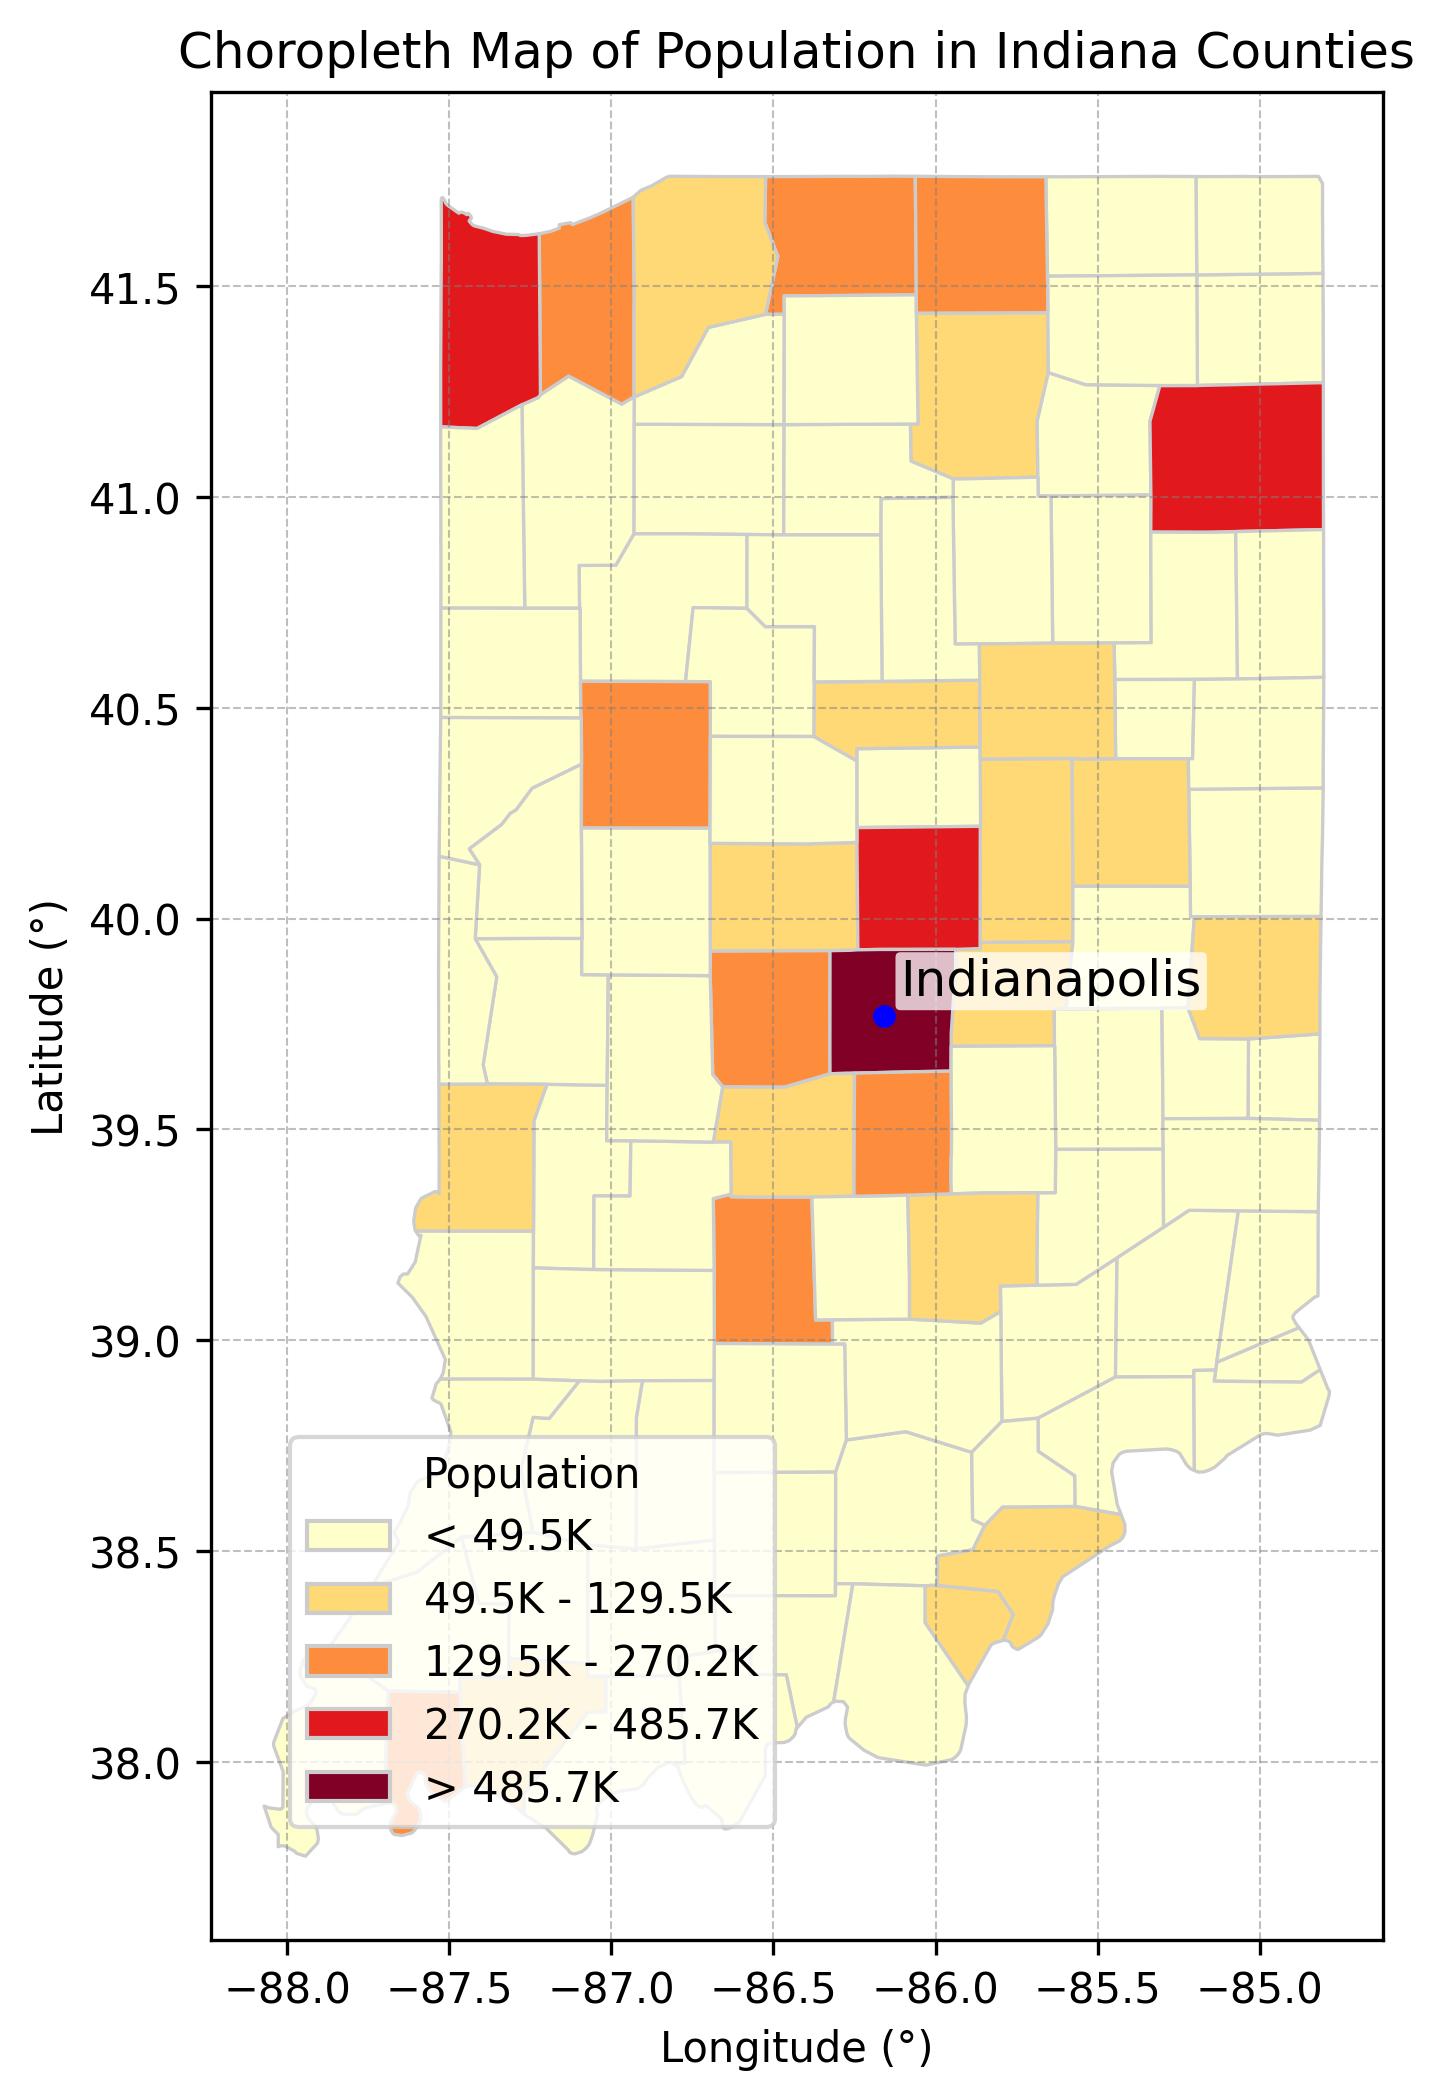 Choropleth Map of Population in Indiana Counties
Latitude (°)
41.5
41.0
40.5
40.0
39.5
39.0
38.5
38.0
Indianapolis
Population
< 49.5K
49.5K - 129.5K
129.5K - 270.2K
270.2K - 485.7K
> 485.7K
−88.0 −87.5 −87.0 −86.5 −86.0 −85.5 −85.0
Longitude (°)